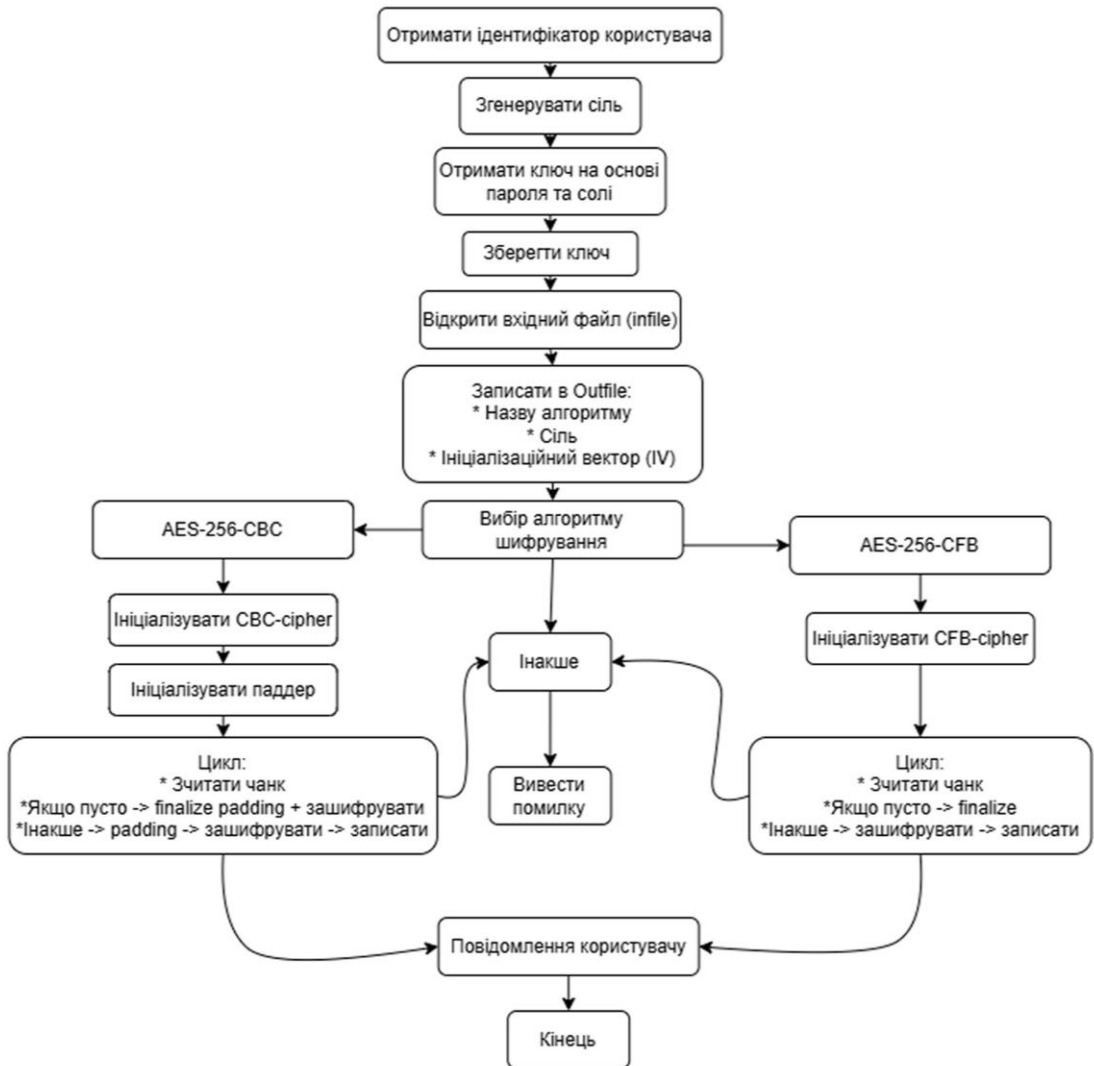 Отримати ідентифікатор користувача
Згенерувати сіль
Отримати ключ на основі
пароля та солі
Зберегти ключ
Відкрити вхідний файл (infile)
Записати в Outfile:
* Назву алгоритму
* Сіль
* Ініціалізаційний вектор (IV)
AES-256-CBC
Вибір алгоритму
шифрування
AES-256-CFB
Ініціалізувати CBC-cipher
Ініціалізувати CFB-cipher
Інакше
Ініціалізувати паддер
Цикл:
* Зчитати чанк
*Якщо пусто -> finalize padding + зашифрувати
*Інакше -> padding -> зашифрувати -> записати
Вивести
помилку
Цикл:
* Зчитати чанк
*Якщо пусто -> finalize
*Інакше -> зашифрувати -> записати
Повідомлення користувачу
Кінець